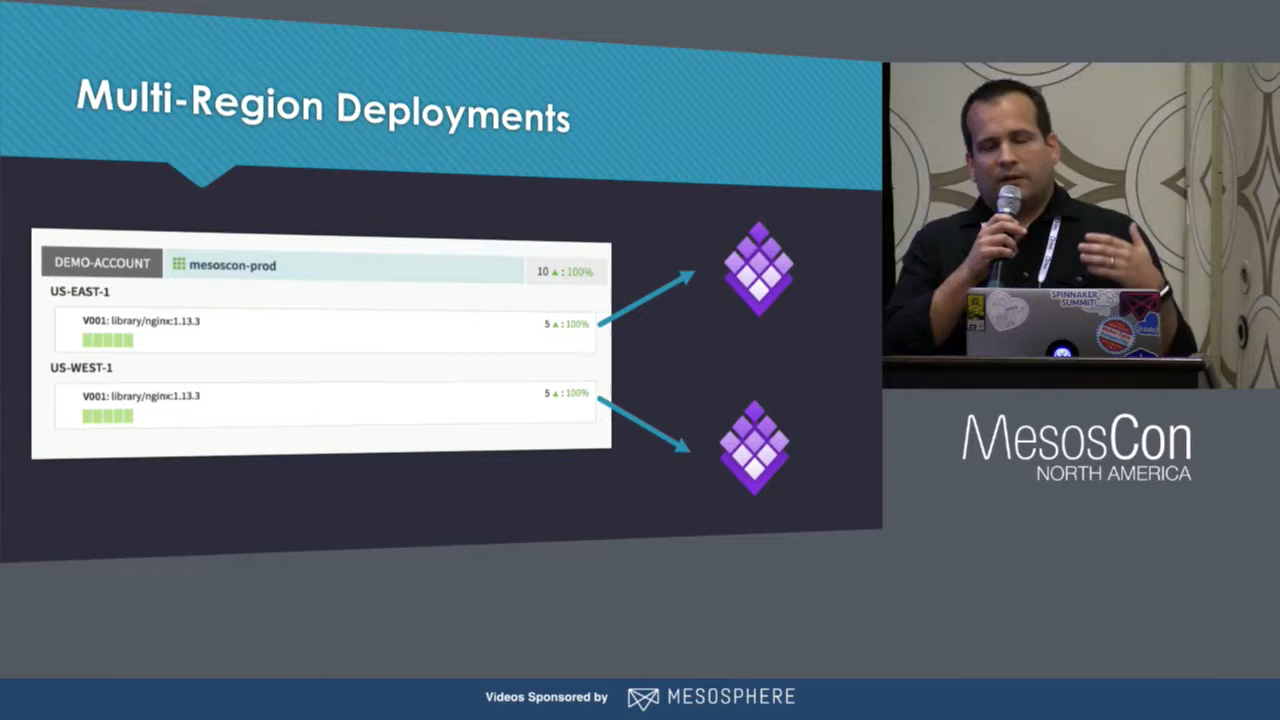 Multi-Region Deployments
DEMO-ACCOUNT
mesoscon-prod
10 ▲ : 100%
US-EAST-1
V001: library/nginx:1.13.3
5 ▲ : 100%
US-WEST-1
V001: library/nginx:1.13.3
5 ▲ : 100%
SPINNAKER
SUMMIT
MesosCon
NORTH AMERICA
Videos Sponsored by
MESOSPHERE